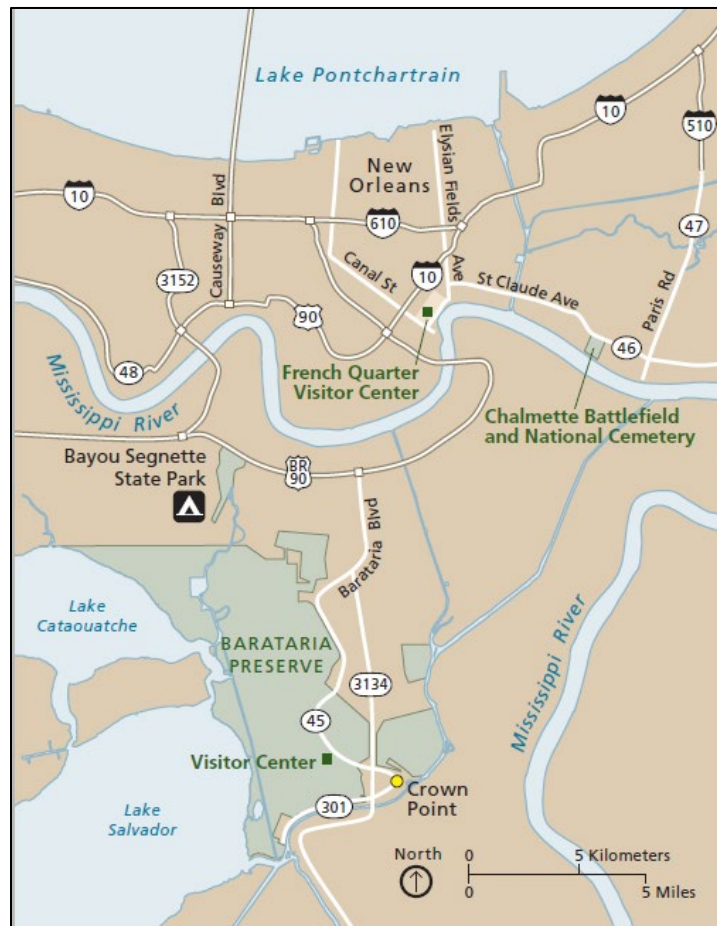 Lake Pontchartrain
10
510
Elysian Fields
Ave
New
Orleans
10
Causeway Blvd
610
47
3152
Canal St
10
St Claude Ave
Paris Rd
90
46
48
French Quarter
Visitor Center
Mississippi River
Chalmette Battlefield
and National Cemetery
Bayou Segnette
State Park
BR
90
Barataria Blvd
Lake
Cataouatche
BARATARIA
PRESERVE
Mississippi River
3134
45
Visitor Center
Crown
Point
301
Lake
Salvador
North
0 5 Kilometers
0 5 Miles